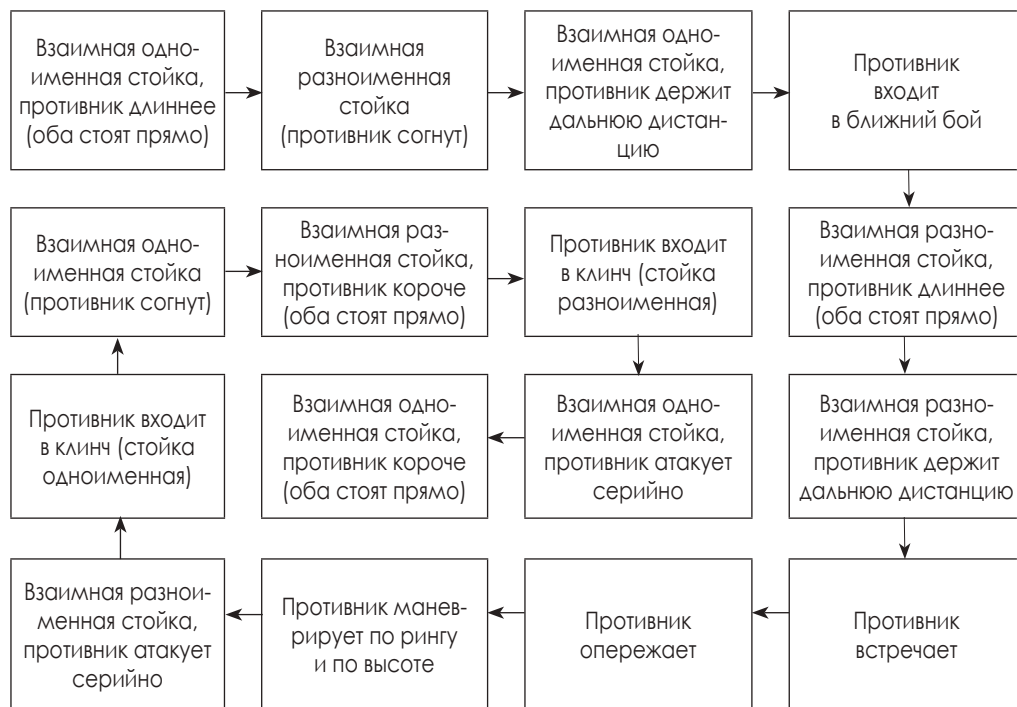 Взаимная одно-
именная стойка,
противник длиннее
(оба стоят прямо)
Взаимная
разноименная
стойка
(противник согнут)
Взаимная одно-
именная стойка,
противник держит
дальнюю дистан-
цию
Противник
входит
в ближний бой
Взаимная одно-
именная стойка
(противник согнут)
Взаимная раз-
ноименная стойка,
противник короче
(оба стоят прямо)
Противник входит
в клинч (стойка
разноименная)
Взаимная разно-
именная стойка,
противник длиннее
(оба стоят прямо)
Противник входит
в клинч (стойка
одноименная)
Взаимная одно-
именная стойка,
противник короче
(оба стоят прямо)
Взаимная одно-
именная стойка,
противник атакует
серийно
Взаимная разно-
именная стойка,
противник держит
дальнюю дистанцию
Взаимная разнои-
менная стойка,
противник атакует
серийно
Противник манев-
рирует по рингу
и по высоте
Противник
опережает
Противник
встречает